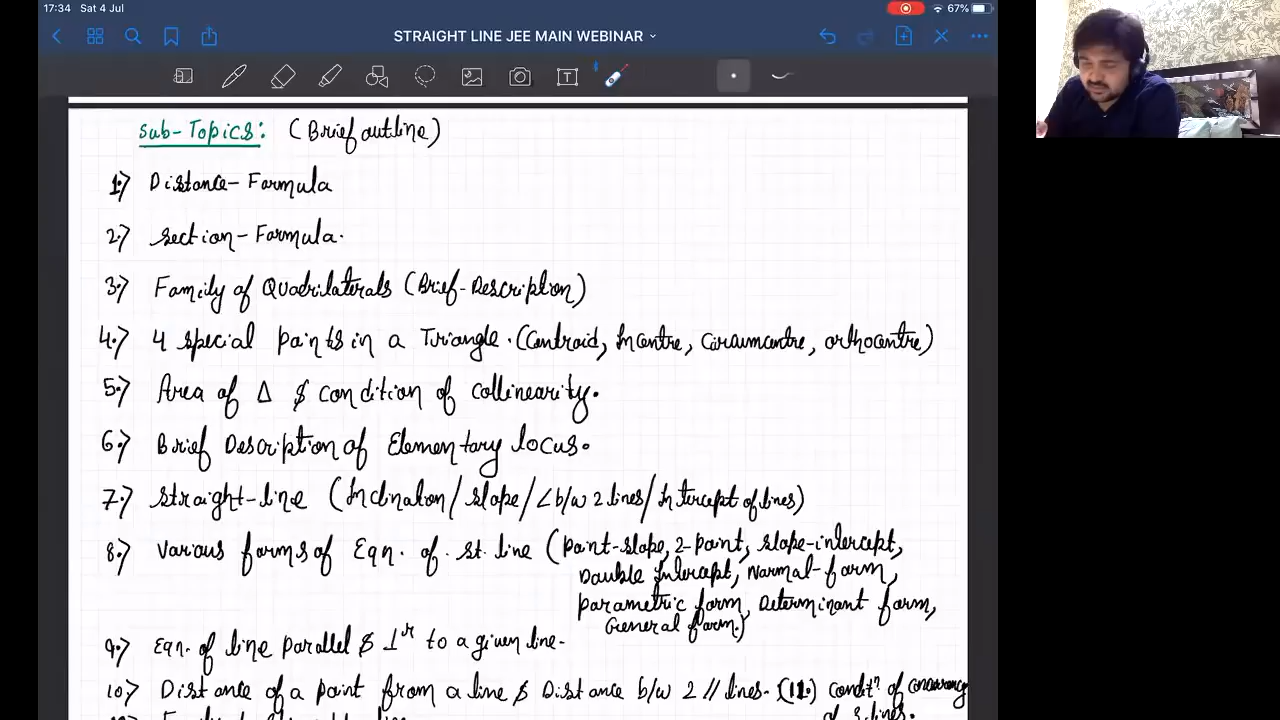 17:34 Sat 4 Jul
67%
STRAIGHT LINE JEE MAIN WEBINAR
Sub-Topics: (Brief outline)
1.) Distance-Formula
2.) Section-Formula.
3.) Family of Quadrilaterals (Brief-Description)
4.) 4 special points in a Triangle. (Centroid, Incentre, Circumcentre, orthocentre)
5.) Area of Δ & condition of collinearity.
6.) Brief Description of Elementary locus.
7.) Straight-line (Inclination/slope/∠ b/w 2 lines/Intercept of lines)
8.) Various forms of Eqn. of st. line (point-slope, 2-point, slope-intercept,
Double Intercept, Normal-form,
parametric form, Determinant form,
General form.)
9.) Eqn. of line parallel & ⊥ʳ to a given line.
10.) Distance of a point from a line & Distance b/w 2 // lines. (11.) condtⁿ of concurrency
of st. lines.